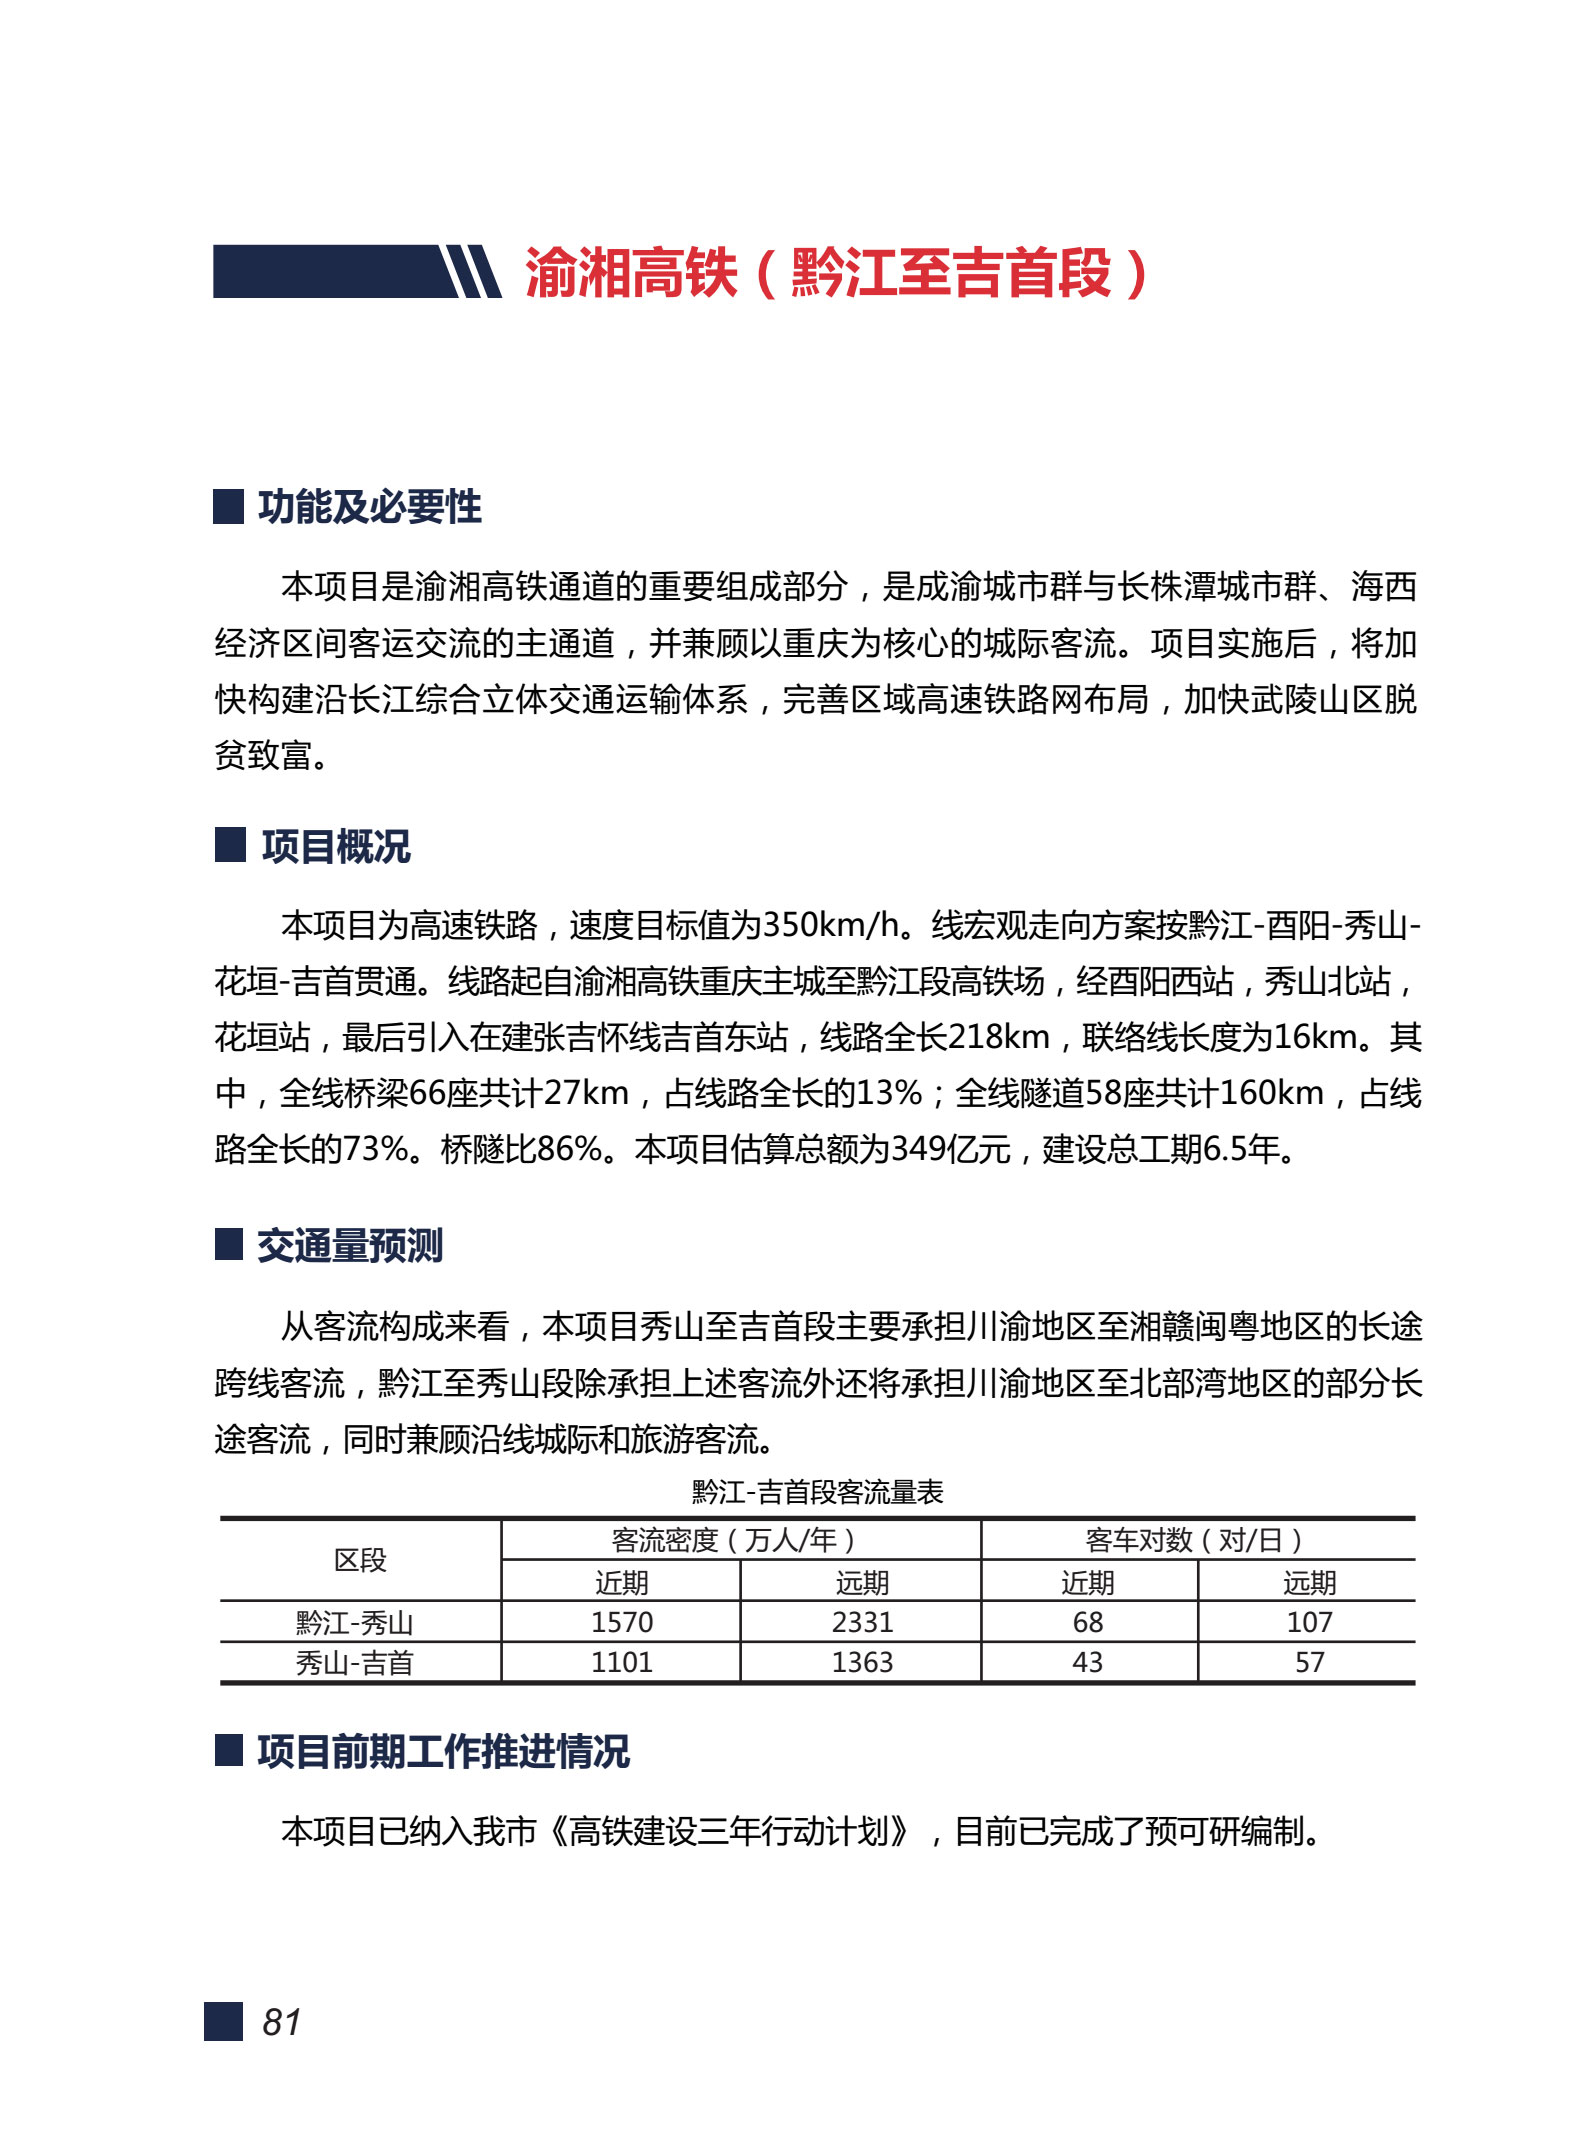 渝湘高铁（黔江至吉首段）
功能及必要性
本项目是渝湘高铁通道的重要组成部分，是成渝城市群与长株潭城市群、海西
经济区间客运交流的主通道，并兼顾以重庆为核心的城际客流。项目实施后，将加
快构建沿长江综合立体交通运输体系，完善区域高速铁路网布局，加快武陵山区脱
贫致富。
项目概况
本项目为高速铁路，速度目标值为350km/h。线宏观走向方案按黔江-酉阳-秀山-
花垣-吉首贯通。线路起自渝湘高铁重庆主城至黔江段高铁场，经酉阳西站，秀山北站，
花垣站，最后引入在建张吉怀线吉首东站，线路全长218km，联络线长度为16km。其
中，全线桥梁66座共计27km，占线路全长的13%；全线隧道58座共计160km，占线
路全长的73%。桥隧比86%。本项目估算总额为349亿元，建设总工期6.5年。
交通量预测
从客流构成来看，本项目秀山至吉首段主要承担川渝地区至湘赣闽粤地区的长途
跨线客流，黔江至秀山段除承担上述客流外还将承担川渝地区至北部湾地区的部分长
途客流，同时兼顾沿线城际和旅游客流。
黔江-吉首段客流量表
区段 客流密度（万人/年） 客车对数（对/日）
近期 远期 近期 远期
黔江-秀山 1570 2331 68 107
秀山-吉首 1101 1363 43 57
项目前期工作推进情况
本项目已纳入我市《高铁建设三年行动计划》，目前已完成了预可研编制。
81